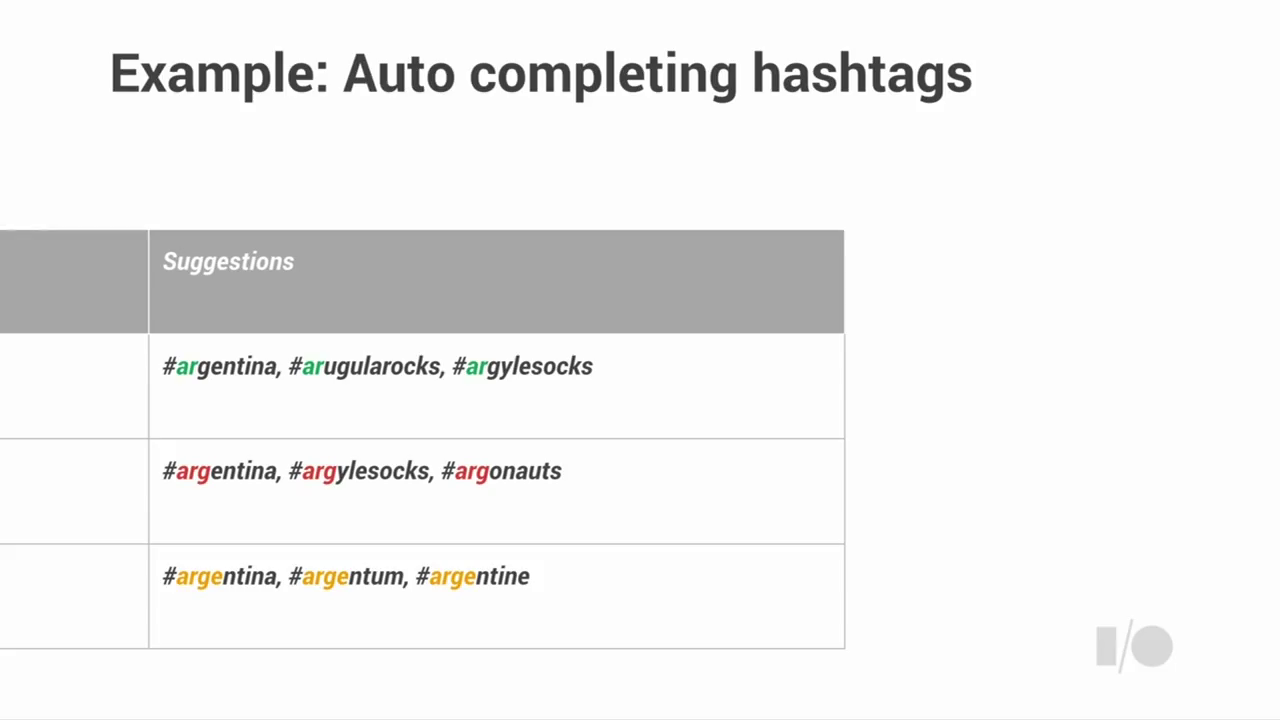 Example: Auto completing hashtags
Suggestions
#argentina, #arugularocks, #argylesocks
#argentina, #argylesocks, #argonauts
#argentina, #argentum, #argentine
I/O